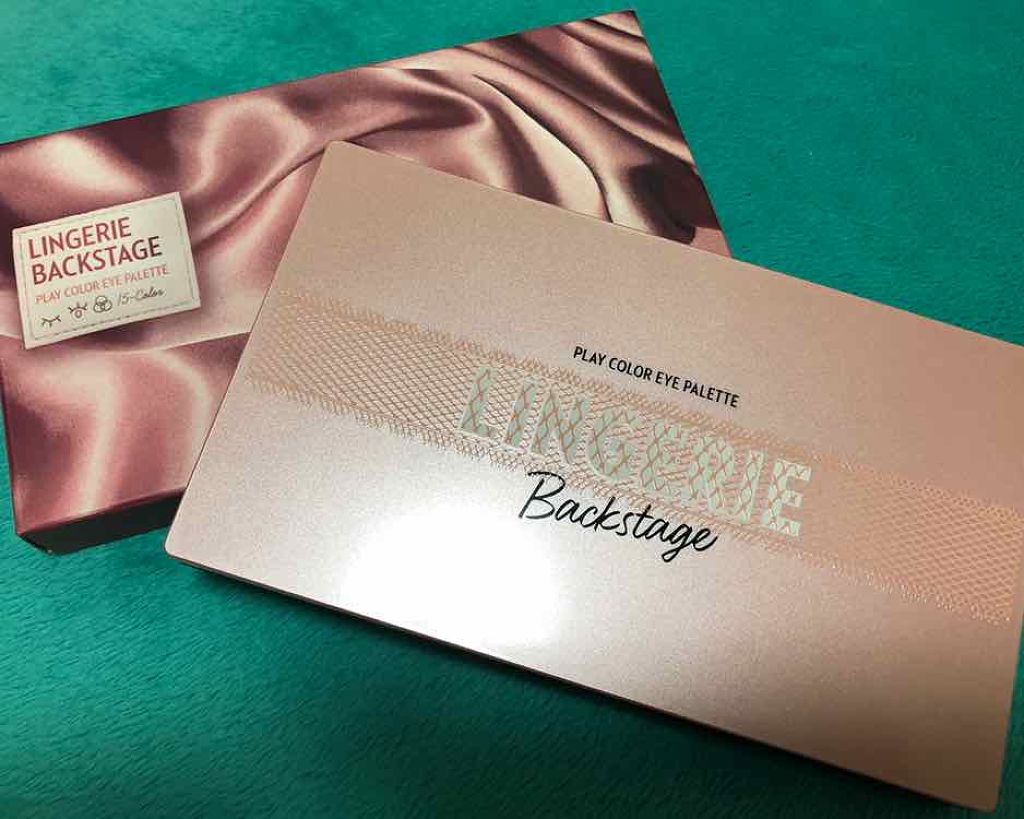 LINGERIE
BACKSTAGE
PLAY COLOR EYE PALETTE
15-Color
PLAY COLOR EYE PALETTE
LINGERIE
Backstage